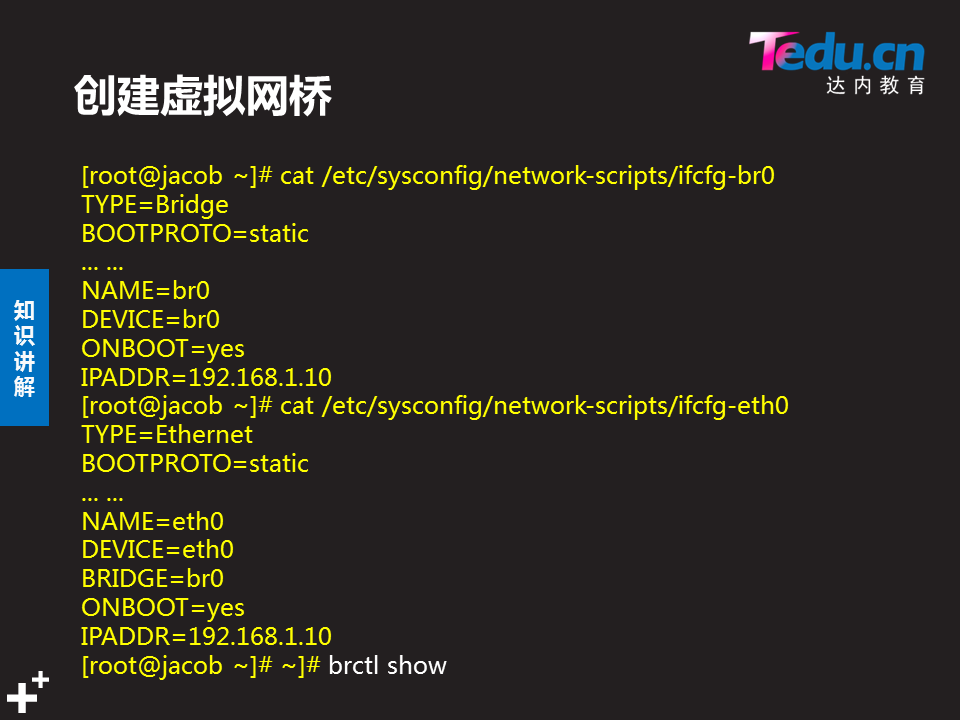 Tedu.cn
达内教育
创建虚拟网桥
[root@jacob ~]# cat /etc/sysconfig/network-scripts/ifcfg-br0
TYPE=Bridge
BOOTPROTO=static
... ...
NAME=br0
DEVICE=br0
ONBOOT=yes
IPADDR=192.168.1.10
[root@jacob ~]# cat /etc/sysconfig/network-scripts/ifcfg-eth0
TYPE=Ethernet
BOOTPROTO=static
... ...
NAME=eth0
DEVICE=eth0
BRIDGE=br0
ONBOOT=yes
IPADDR=192.168.1.10
[root@jacob ~]# ~]# brctl show
知识讲解